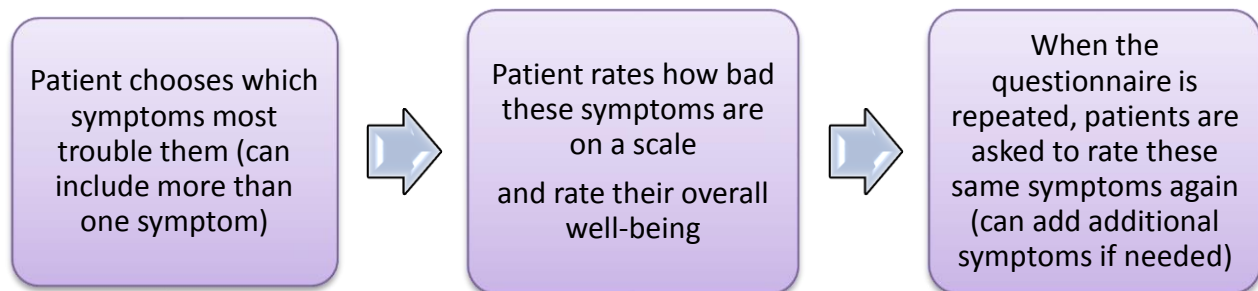 Patient chooses which
symptoms most
trouble them (can
include more than
one symptom)
Patient rates how bad
these symptoms are
on a scale
and rate their overall
well-being
When the
questionnaire is
repeated, patients are
asked to rate these
same symptoms again
(can add additional
symptoms if needed)